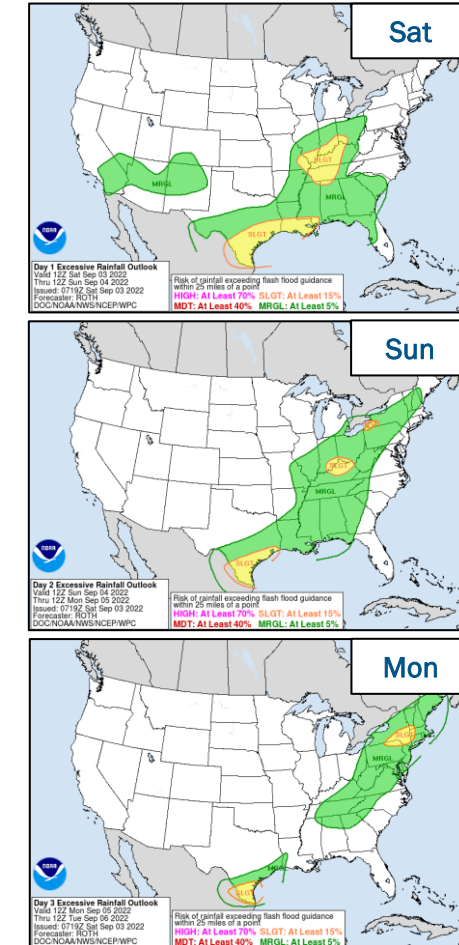 Sat
SLGT
MRGL
MRGL
SLGT
NOAA
Day 1 Excessive Rainfall Outlook
Valid 12Z Sat Sep 03 2022
Thru 12Z Sun Sep 04 2022
Issued: 0719Z Sat Sep 03 2022
Forecaster: ROTH
DOC/NOAA/NWS/NCEP/WPC
Risk of rainfall exceeding flash flood guidance
within 25 miles of a point
HIGH: At Least 70% SLGT: At Least 15%
MDT: At Least 40% MRGL: At Least 5%
Sun
SLGT
MRGL
SLGT
NOAA
Day 2 Excessive Rainfall Outlook
Valid 12Z Sun Sep 04 2022
Thru 12Z Mon Sep 05 2022
Issued: 0719Z Sat Sep 03 2022
Forecaster: ROTH
DOC/NOAA/NWS/NCEP/WPC
Risk of rainfall exceeding flash flood guidance
within 25 miles of a point
HIGH: At Least 70% SLGT: At Least 15%
MDT: At Least 40% MRGL: At Least 5%
Mon
SLGT
MRGL
MRGL
SLGT
NOAA
Day 3 Excessive Rainfall Outlook
Valid 12Z Mon Sep 05 2022
Thru 12Z Tue Sep 06 2022
Issued: 0719Z Sat Sep 03 2022
Forecaster: ROTH
DOC/NOAA/NWS/NCEP/WPC
Risk of rainfall exceeding flash flood guidance
within 25 miles of a point
HIGH: At Least 70% SLGT: At Least 15%
MDT: At Least 40% MRGL: At Least 5%